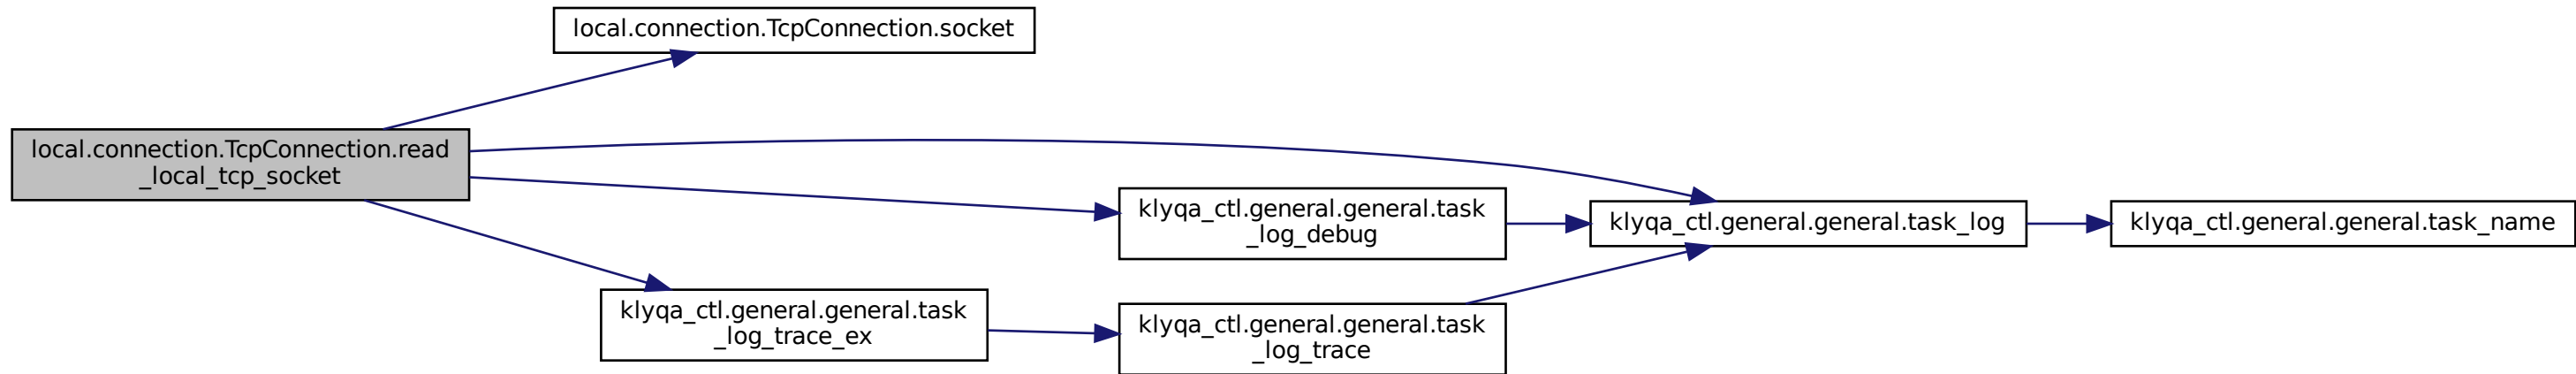 local.connection.TcpConnection.socket
local.connection.TcpConnection.read
_local_tcp_socket
klyqa_ctl.general.general.task
_log_debug
klyqa_ctl.general.general.task_log
klyqa_ctl.general.general.task_name
klyqa_ctl.general.general.task
_log_trace_ex
klyqa_ctl.general.general.task
_log_trace